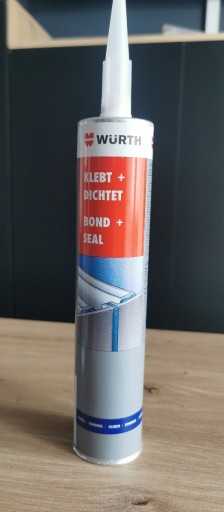 WÜRTH
KLEBT +
DICHTET
BOND +
SEAL